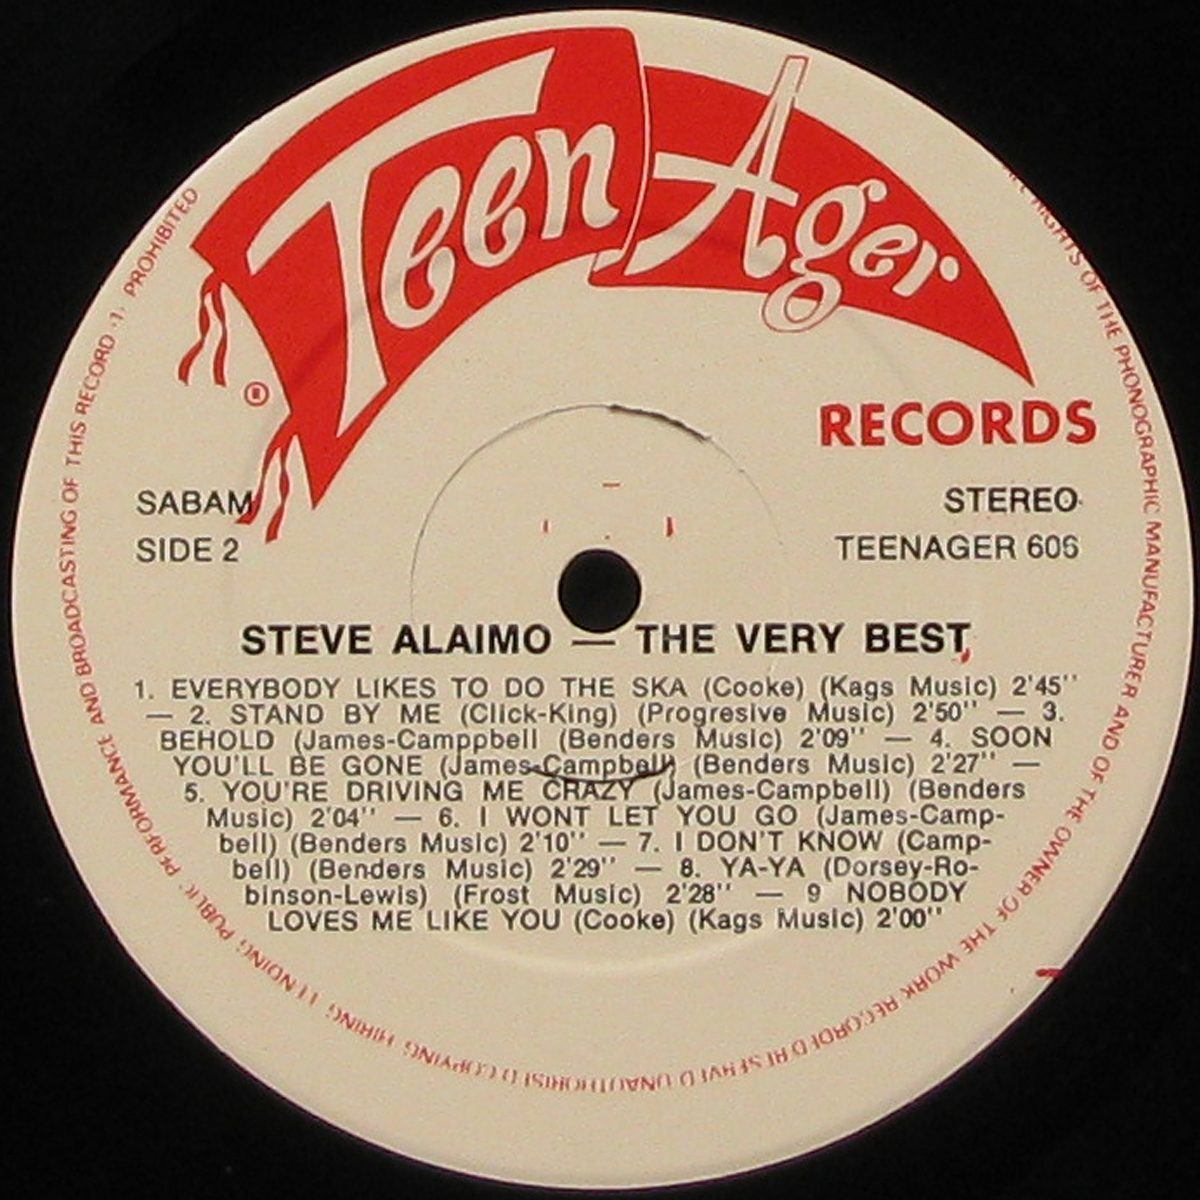 Teen Ager
®
RECORDS
SABAM
STEREO
SIDE 2
TEENAGER 606
STEVE ALAIMO — THE VERY BEST
1. EVERYBODY LIKES TO DO THE SKA (Cooke) (Kags Music) 2'45''
— 2. STAND BY ME (Click-King) (Progresive Music) 2'50'' — 3.
BEHOLD (James-Camppbell (Benders Music) 2'09'' — 4. SOON
YOU'LL BE GONE (James-Campbell) (Benders Music) 2'27'' —
5. YOU'RE DRIVING ME CRAZY (James-Campbell) (Benders
Music) 2'04'' — 6. I WONT LET YOU GO (James-Camp-
bell) (Benders Music) 2'10'' — 7. I DON'T KNOW (Camp-
bell) (Benders Music) 2'29'' — 8. YA-YA (Dorsey-Ro-
binson-Lewis) (Frost Music) 2'28'' — 9 NOBODY
LOVES ME LIKE YOU (Cooke) (Kags Music) 2'00''
RIGHTS OF THE PHONOGRAPHIC MANUFACTURER AND OF THE OWNER OF THE WORK RECORDED RESERVED UNAUTHORISED COPYING HIRING LENDING PUBLIC PERFORMANCE AND BROADCASTING OF THIS RECORD PROHIBITED